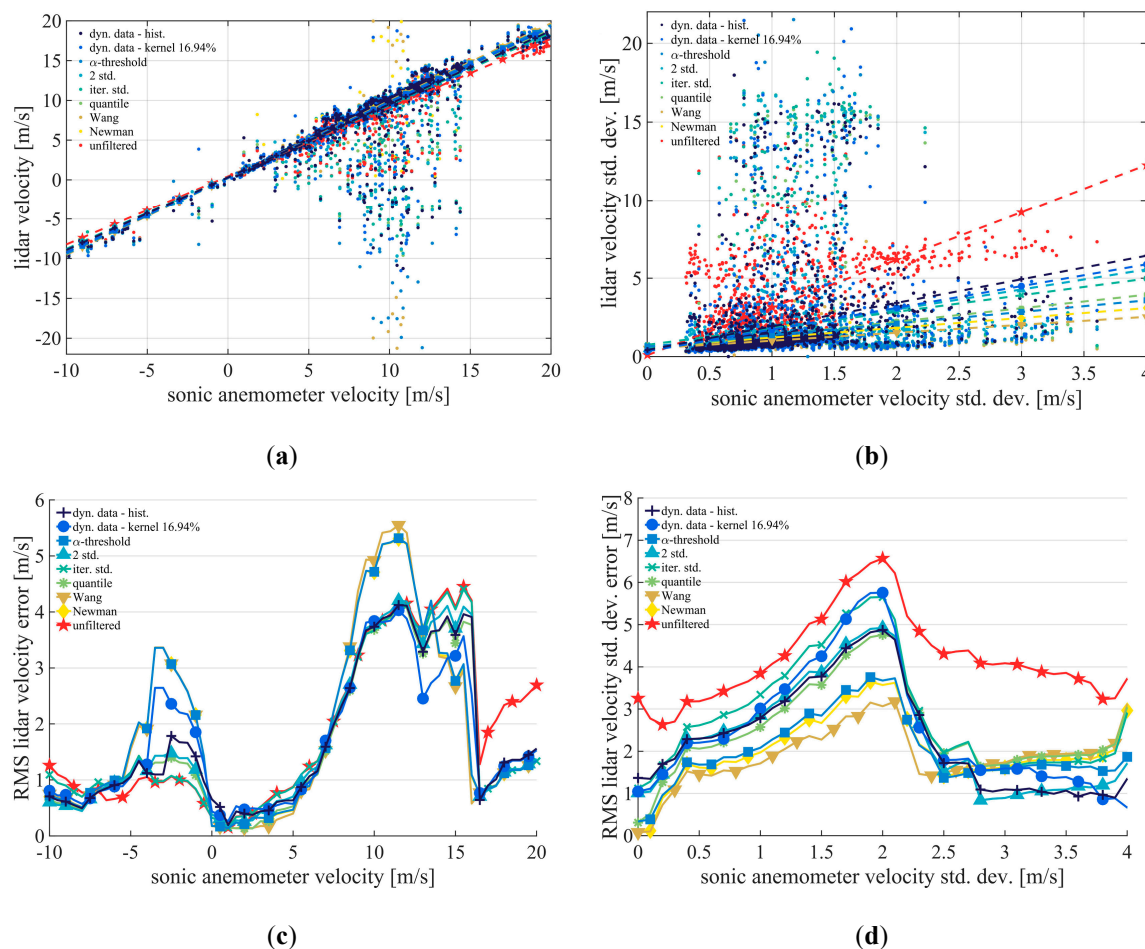 20
15
10
5
0
-5
-10
-15
-20
lidar velocity [m/s]
dyn. data - hist.
dyn. data - kernel 16.94%
α-threshold
2 std.
iter. std.
quantile
Wang
Newman
unfiltered
-10 -5 0 5 10 15 20
sonic anemometer velocity [m/s]
(a)
20
15
10
5
0
lidar velocity std. dev. [m/s]
dyn. data - hist.
dyn. data - kernel 16.94%
α-threshold
2 std.
iter. std.
quantile
Wang
Newman
unfiltered
0 0.5 1 1.5 2 2.5 3 3.5 4
sonic anemometer velocity std. dev. [m/s]
(b)
6
5
4
3
2
1
0
RMS lidar velocity error [m/s]
dyn. data - hist.
dyn. data - kernel 16.94%
α-threshold
2 std.
iter. std.
quantile
Wang
Newman
unfiltered
-10 -5 0 5 10 15 20
sonic anemometer velocity [m/s]
(c)
8
7
6
5
4
3
2
1
0
RMS lidar velocity std. dev. error [m/s]
dyn. data - hist.
dyn. data - kernel 16.94%
α-threshold
2 std.
iter. std.
quantile
Wang
Newman
unfiltered
0 0.5 1 1.5 2 2.5 3 3.5 4
sonic anemometer velocity std. dev. [m/s]
(d)